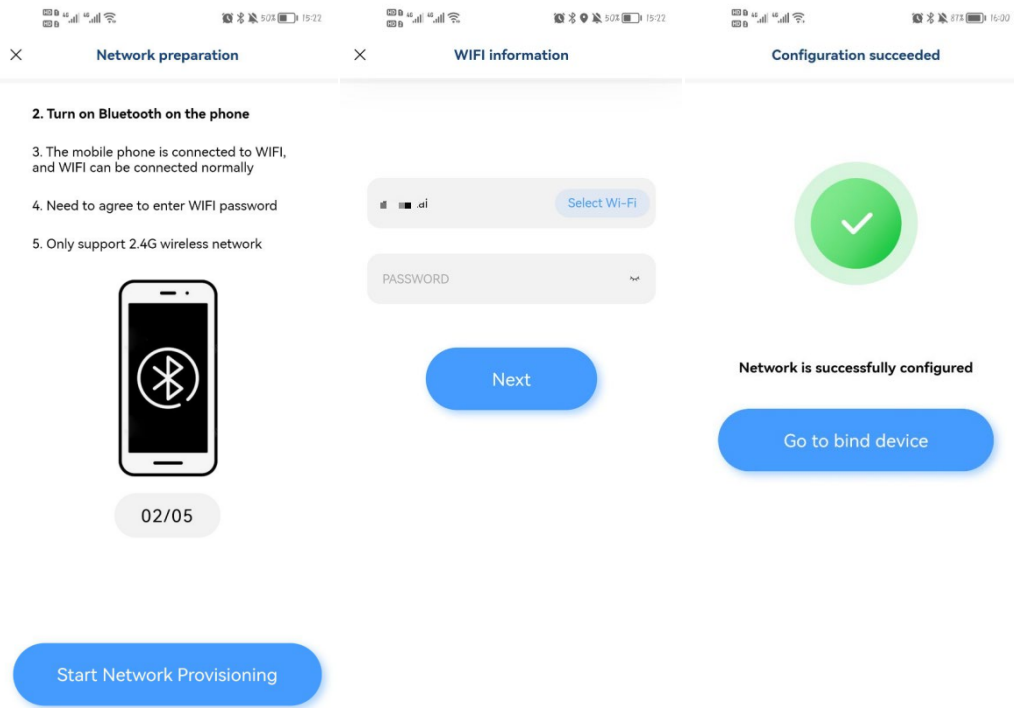 50% 15:22
Network preparation
2. Turn on Bluetooth on the phone
3. The mobile phone is connected to WIFI,
and WIFI can be connected normally
4. Need to agree to enter WIFI password
5. Only support 2.4G wireless network
02/05
Start Network Provisioning
50% 15:22
WIFI information
.ai
Select Wi-Fi
PASSWORD
Next
87% 16:00
Configuration succeeded
Network is successfully configured
Go to bind device